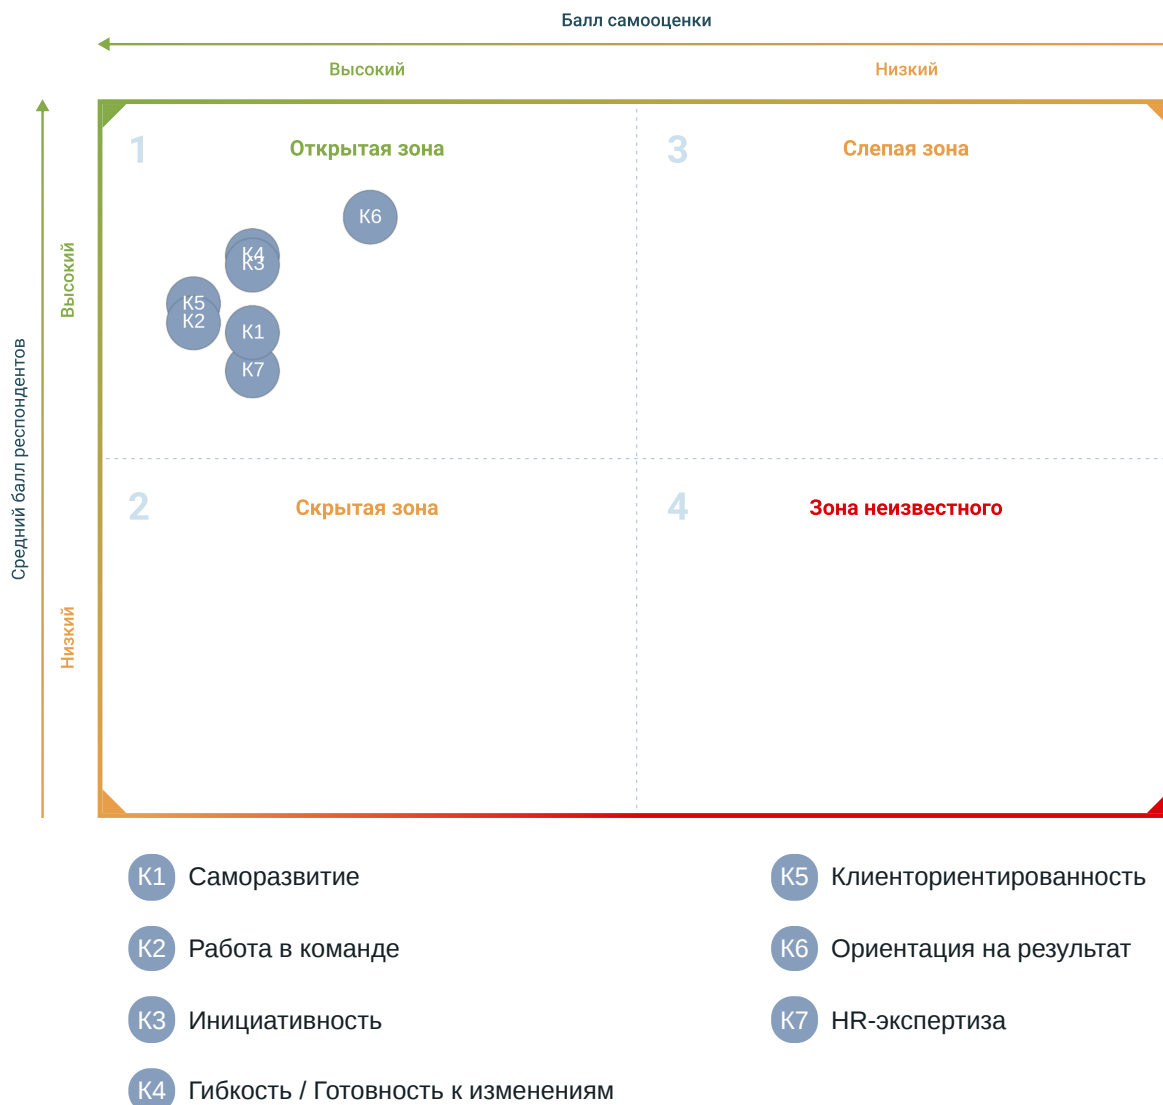 Балл самооценки
Высокий
Низкий
1
Открытая зона
3
Слепая зона
К6
К4
К3
К5
К2
К1
К7
Высокий
Средний балл респондентов
2
Скрытая зона
4
Зона неизвестного
Низкий
К1 Саморазвитие
К5 Клиенториентированность
К2 Работа в команде
К6 Ориентация на результат
К3 Инициативность
К7 HR-экспертиза
К4 Гибкость / Готовность к изменениям